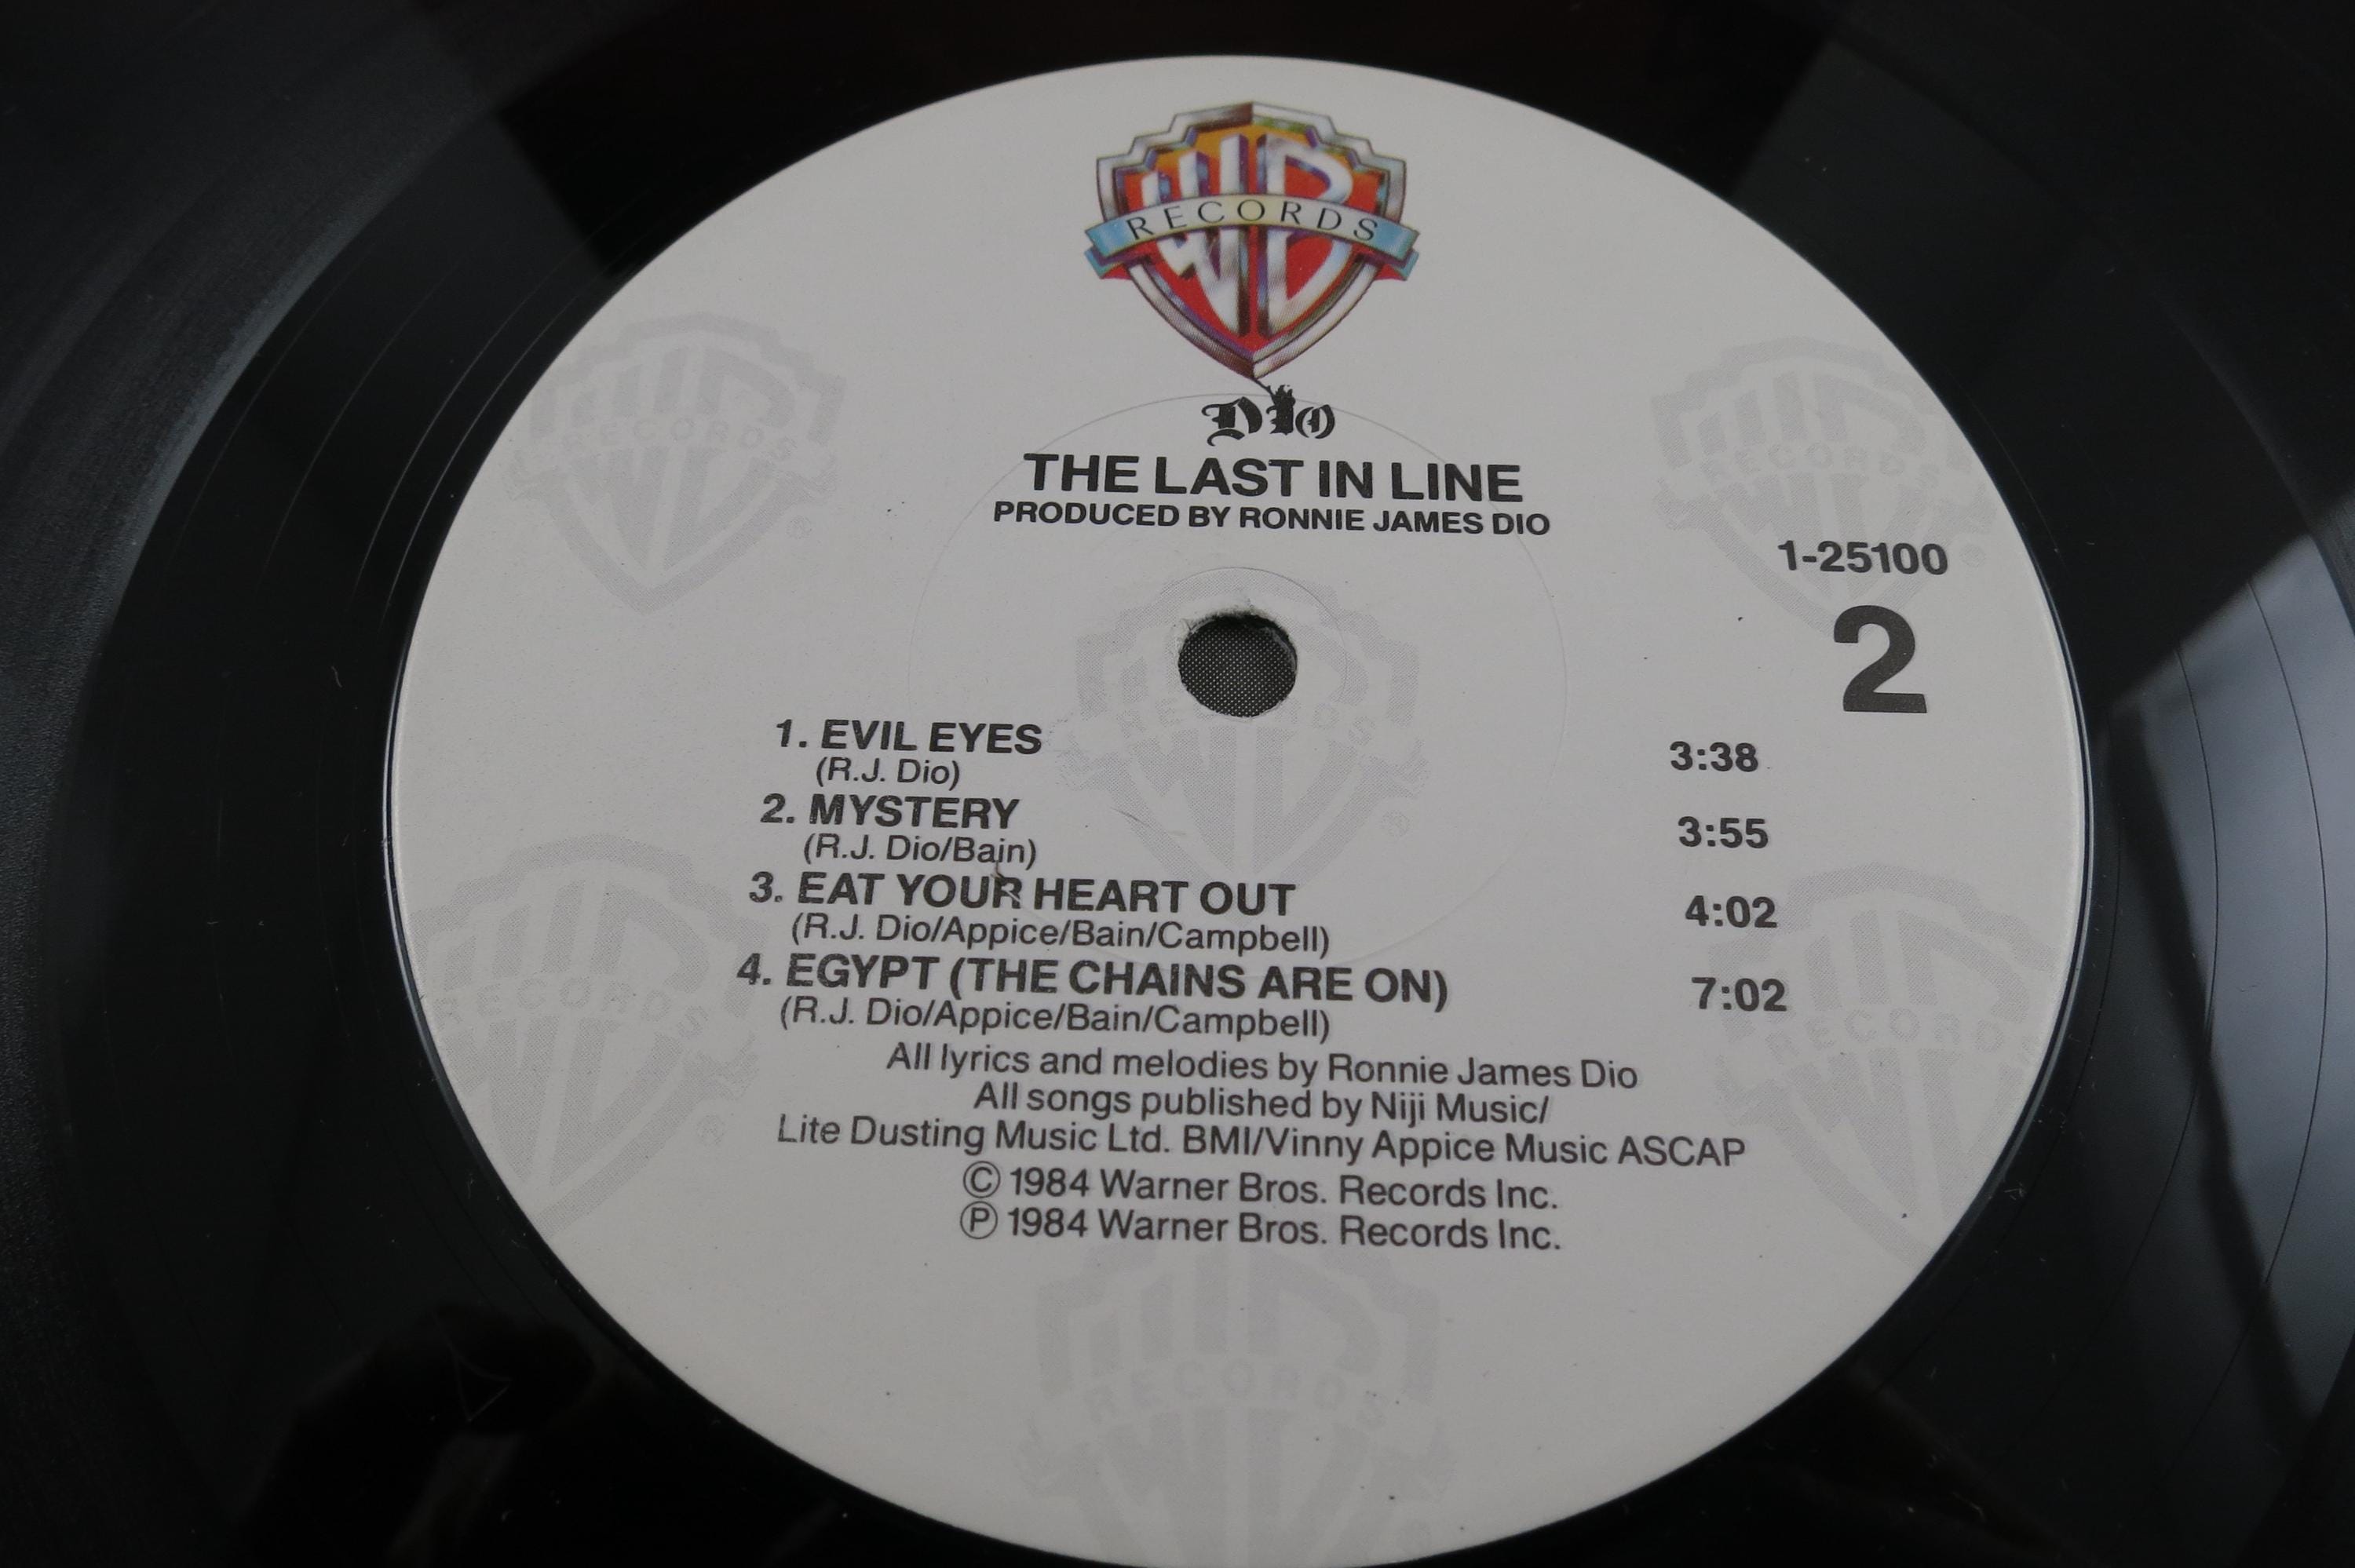 WB
RECORDS
DIO
THE LAST IN LINE
PRODUCED BY RONNIE JAMES DIO
1-25100
2
1. EVIL EYES 3:38
(R.J. Dio)
2. MYSTERY 3:55
(R.J. Dio/Bain)
3. EAT YOUR HEART OUT 4:02
(R.J. Dio/Appice/Bain/Campbell)
4. EGYPT (THE CHAINS ARE ON) 7:02
(R.J. Dio/Appice/Bain/Campbell)
All lyrics and melodies by Ronnie James Dio
All songs published by Niji Music/
Lite Dusting Music Ltd. BMI/Vinny Appice Music ASCAP
© 1984 Warner Bros. Records Inc.
℗ 1984 Warner Bros. Records Inc.